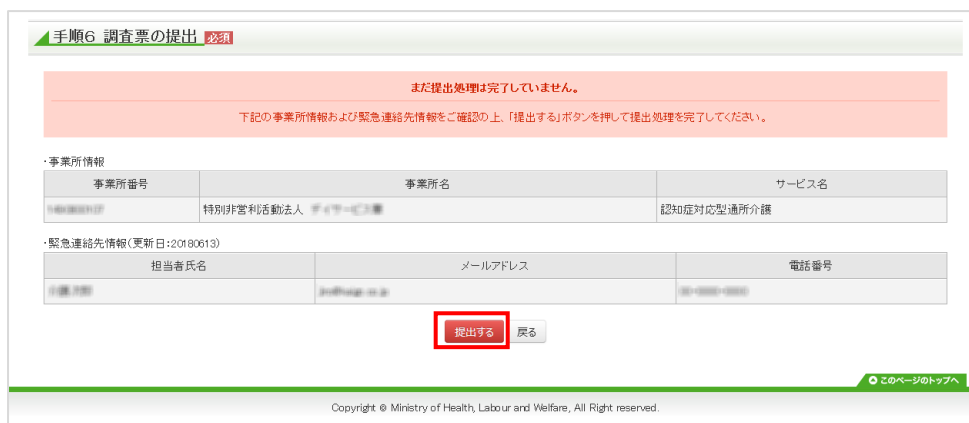 手順6 調査票の提出 必須
まだ提出処理は完了していません。
下記の事業所情報および緊急連絡先情報をご確認の上、「提出する」ボタンを押して提出処理を完了してください。
・事業所情報
事業所番号 事業所名 サービス名
特別非営利活動法人 認知症対応型通所介護
・緊急連絡先情報(更新日:20180613)
担当者氏名 メールアドレス 電話番号
提出する 戻る
このページのトップへ
Copyright © Ministry of Health, Labour and Welfare, All Right reserved.